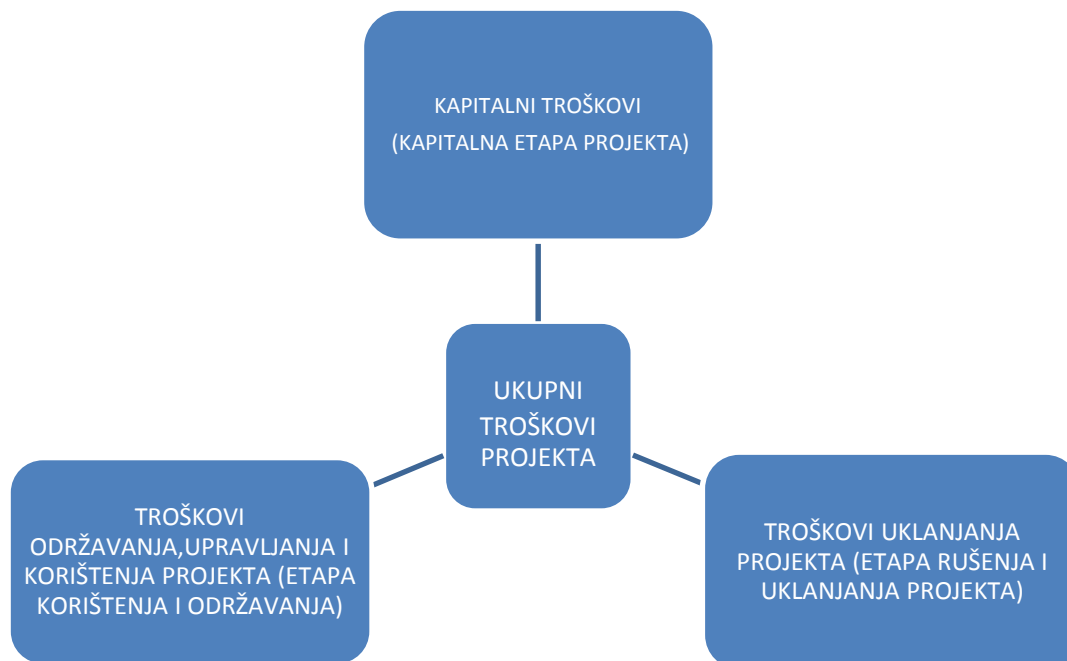 KAPITALNI TROŠKOVI
(KAPITALNA ETAPA PROJEKTA)
UKUPNI
TROŠKOVI
PROJEKTA
TROŠKOVI
ODRŽAVANJA,UPRAVLJANJA I
KORIŠTENJA PROJEKTA (ETAPA
KORIŠTENJA I ODRŽAVANJA)
TROŠKOVI UKLANJANJA
PROJEKTA (ETAPA RUŠENJA I
UKLANJANJA PROJEKTA)